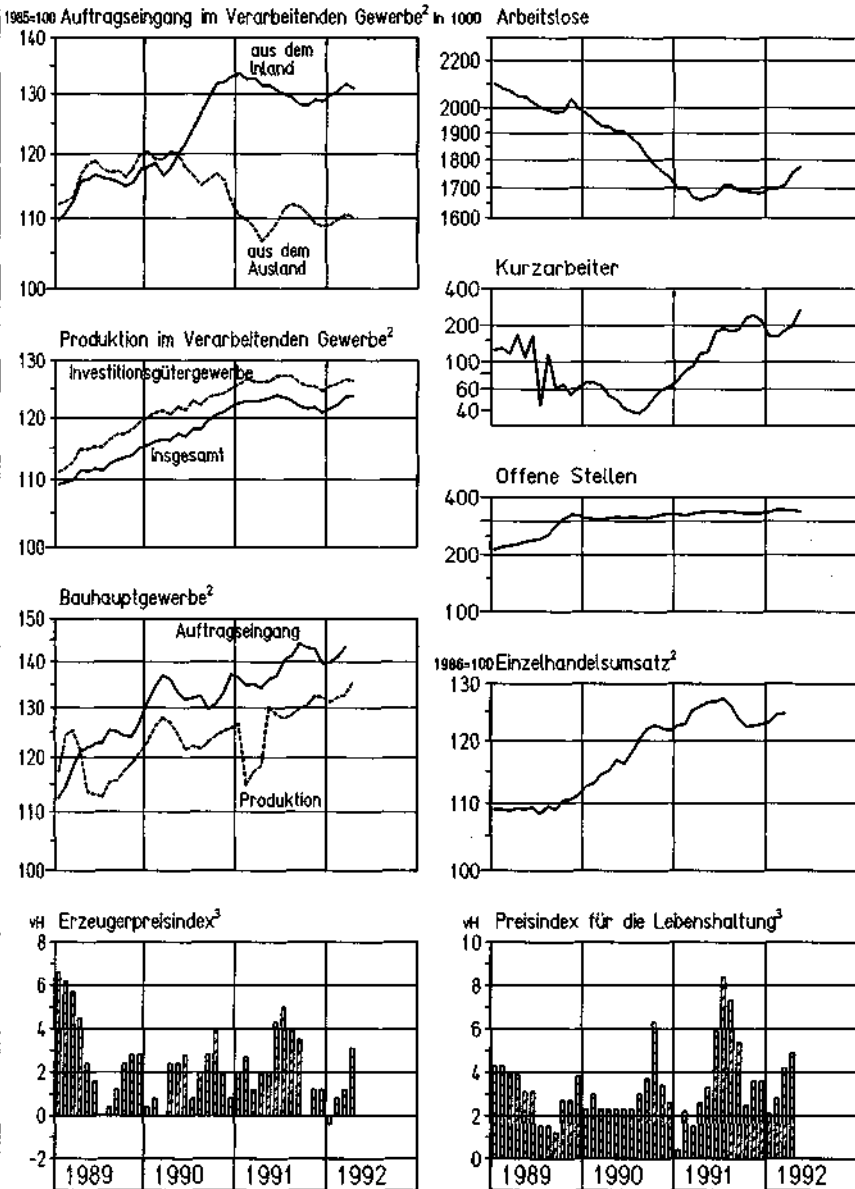 1985=100 Auftragseingang im Verarbeitenden Gewerbe²
140
130
120
110
100
aus dem
Inland
aus dem
Ausland
Produktion im Verarbeitenden Gewerbe²
130
120
110
100
Investitionsgütergewerbe
Insgesamt
Bauhauptgewerbe²
150
140
130
120
110
100
Auftragseingang
Produktion
vH Erzeugerpreisindex³
8
6
4
2
0
-2
1989 1990 1991 1992
in 1000 Arbeitslose
2200
2000
1900
1800
1700
1600
Kurzarbeiter
400
200
100
60
40
Offene Stellen
400
200
100
1986=100 Einzelhandelsumsatz²
130
120
110
100
vH Preisindex für die Lebenshaltung³
10
8
6
4
2
0
1989 1990 1991 1992